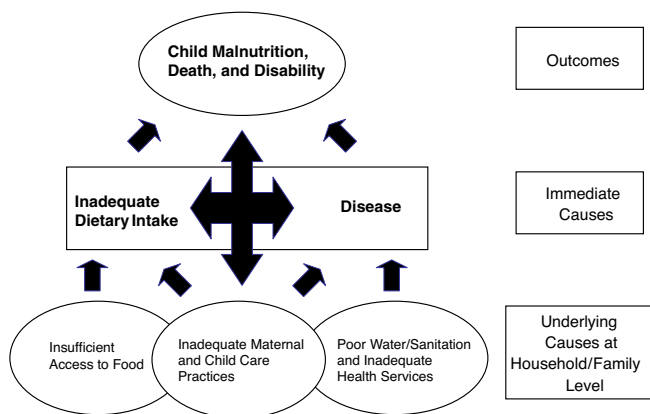 Child Malnutrition,
Death, and Disability
Outcomes
Inadequate
Dietary Intake
Disease
Immediate
Causes
Insufficient
Access to Food
Inadequate Maternal
and Child Care
Practices
Poor Water/Sanitation
and Inadequate
Health Services
Underlying
Causes at
Household/Family
Level